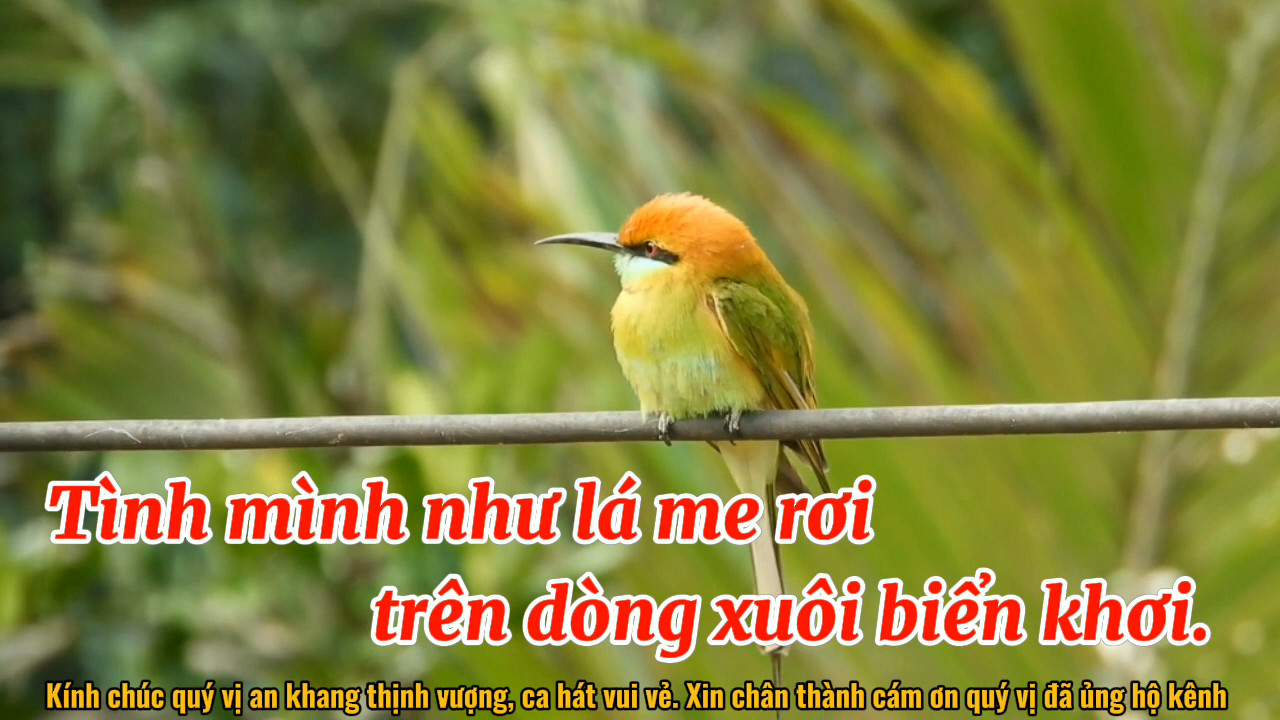 Tình mình như lá me rơi
trên dòng xuôi biển khơi.
Kính chúc quý vị an khang thịnh vượng, ca hát vui vẻ. Xin chân thành cám ơn quý vị đã ủng hộ kênh